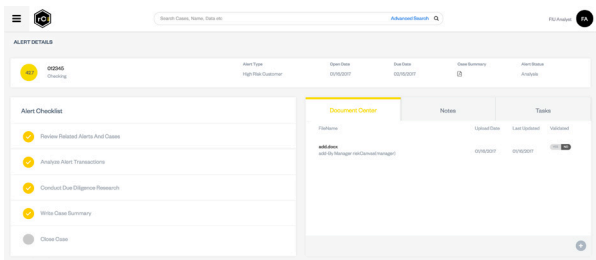 rC
Search Cases, Name, Data etc
Advanced Search
FIU Analyst
FA
ALERT DETAILS
012345
Checking
Alert Type
High Risk Customer
Open Date
01/15/2017
Due Date
02/15/2017
Case Summary
Alert Status
Analysis
Alert Checklist
Review Related Alerts And Cases
Analyze Alert Transactions
Conduct Due Diligence Research
Write Case Summary
Close Case
Document Center
Notes
Tasks
FileName
Upload Date
Last Updated
Validated
add.docx
01/16/2017
01/16/2017